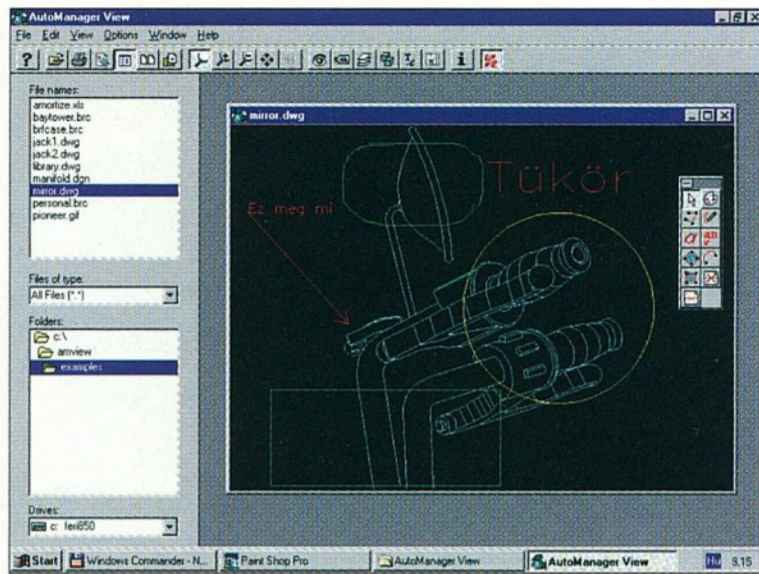 AutoManager View
File Edit View Options Window Help
File names:
amortize.xls
baytower.brc
brfcase.brc
jack1.dwg
jack2.dwg
library.dwg
manifold.dgn
mirror.dwg
personal.brc
pioneer.gif
Files of type:
All Files (*.*)
Folders:
c:\
amview
examples
Drives:
c: feri850
mirror.dwg
Tükör
Ez meg mi
Start
Windows Commander - N...
Paint Shop Pro
AutoManager View
AutoManager View
Hu
9.15